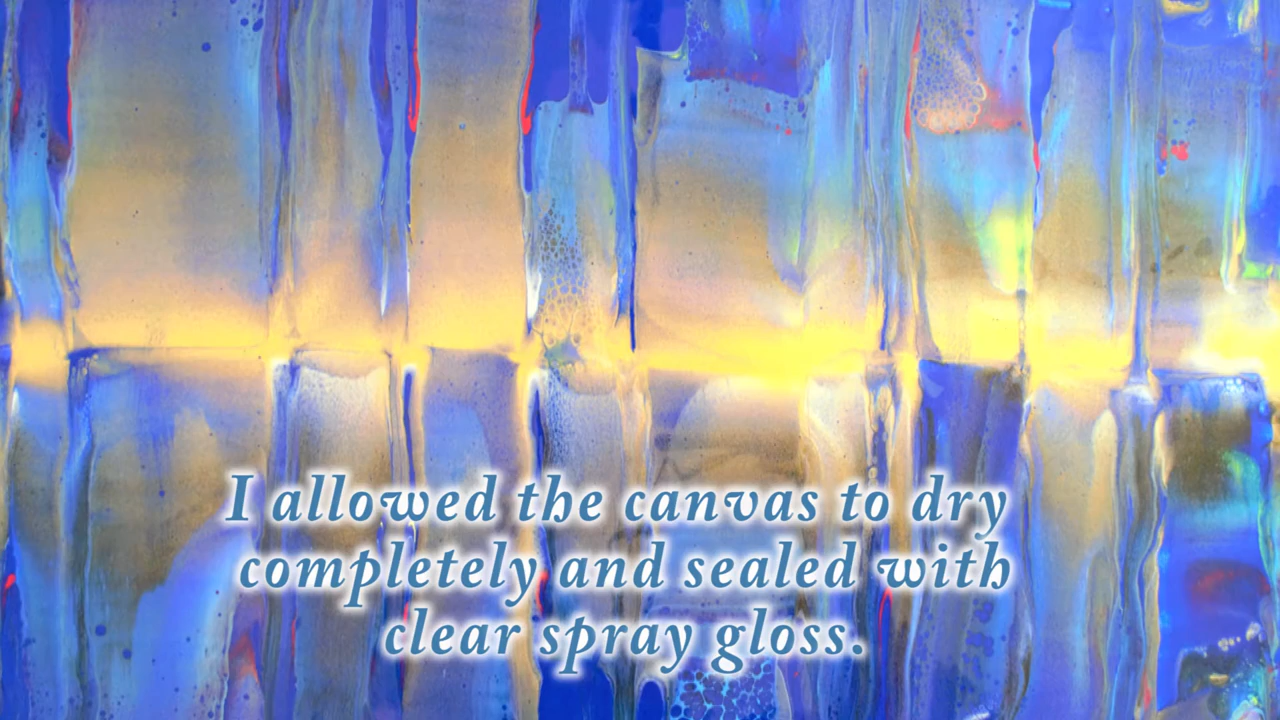 I allowed the canvas to dry
completely and sealed with
clear spray gloss.